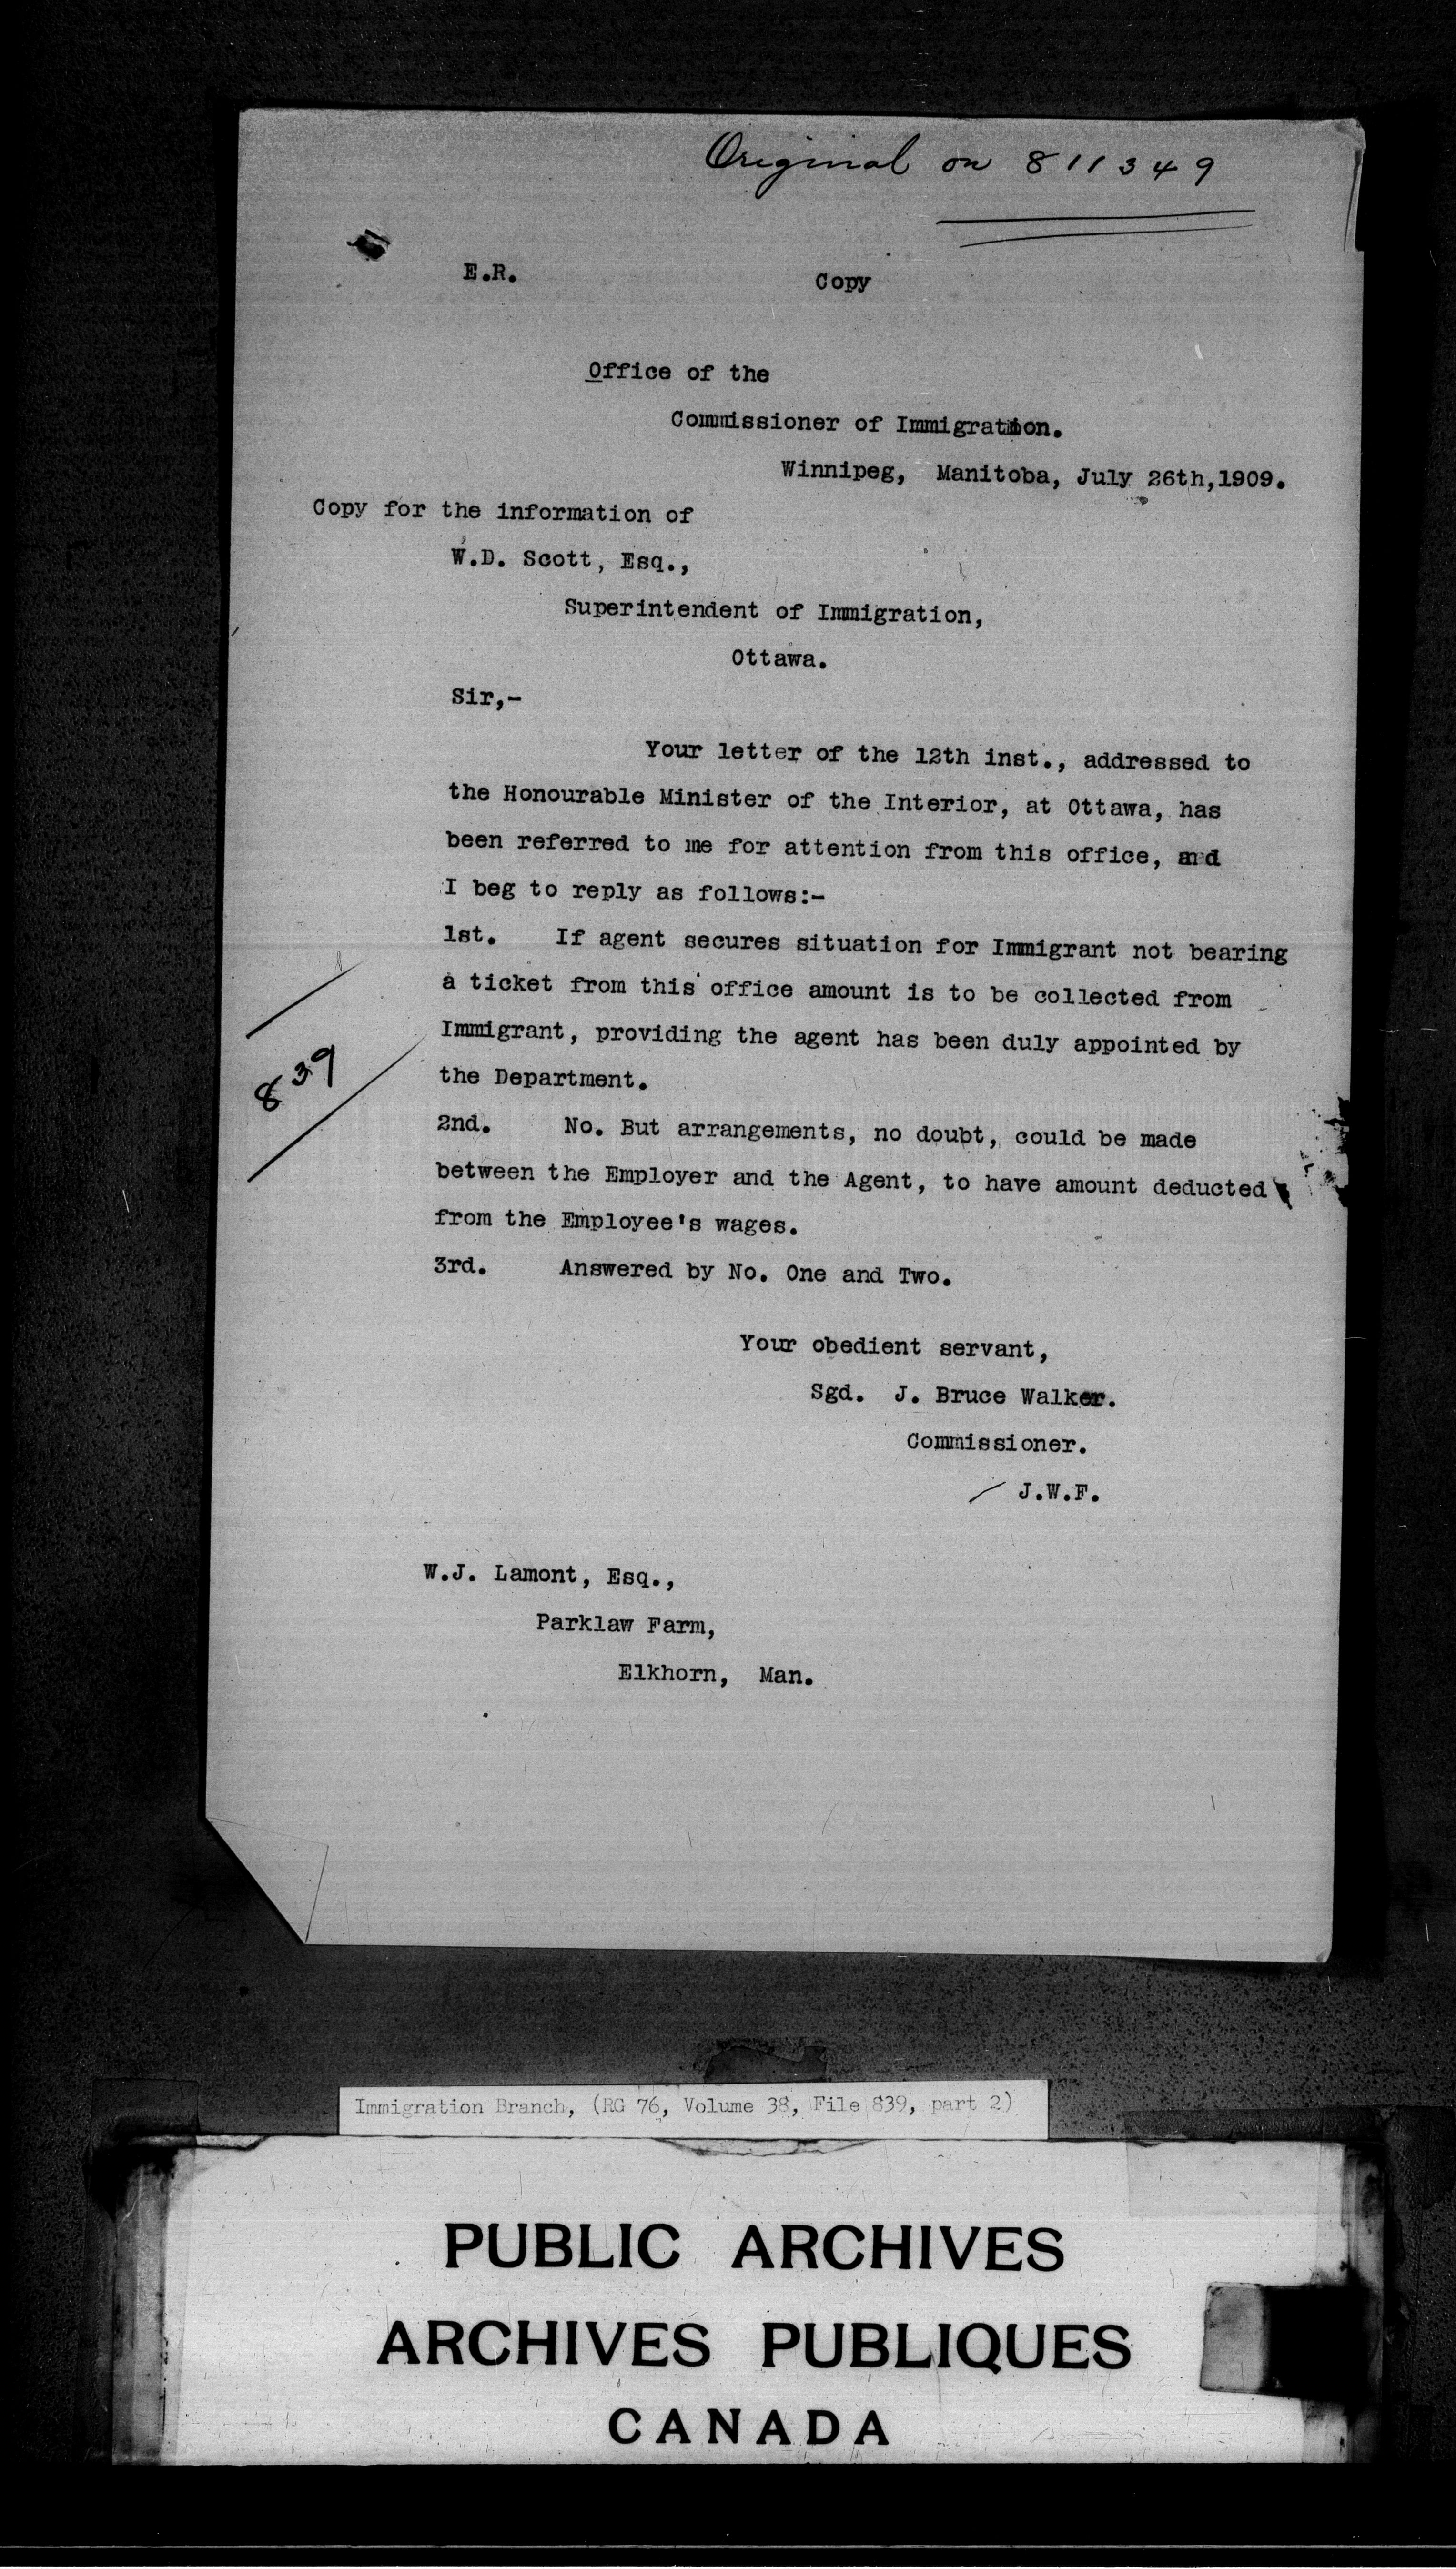 Original on 811349
E.R.
Copy
Office of the
Commissioner of Immigration.
Winnipeg, Manitoba, July 26th,1909.
Copy for the information of
W.D. Scott, Esq.,
Superintendent of Immigration,
Ottawa.
Sir,-
Your letter of the 12th inst., addressed to
the Honourable Minister of the Interior, at Ottawa, has
been referred to me for attention from this office, and
I beg to reply as follows:-
1st. If agent secures situation for Immigrant not bearing
a ticket from this office amount is to be collected from
Immigrant, providing the agent has been duly appointed by
the Department.
839
2nd. No. But arrangements, no doubt, could be made
between the Employer and the Agent, to have amount deducted
from the Employee's wages.
3rd. Answered by No. One and Two.
Your obedient servant,
Sgd. J. Bruce Walker.
Commissioner.
J.W.F.
W.J. Lamont, Esq.,
Parklaw Farm,
Elkhorn, Man.
Immigration Branch, (RG 76, Volume 38, File 839, part 2)
PUBLIC ARCHIVES
ARCHIVES PUBLIQUES
CANADA